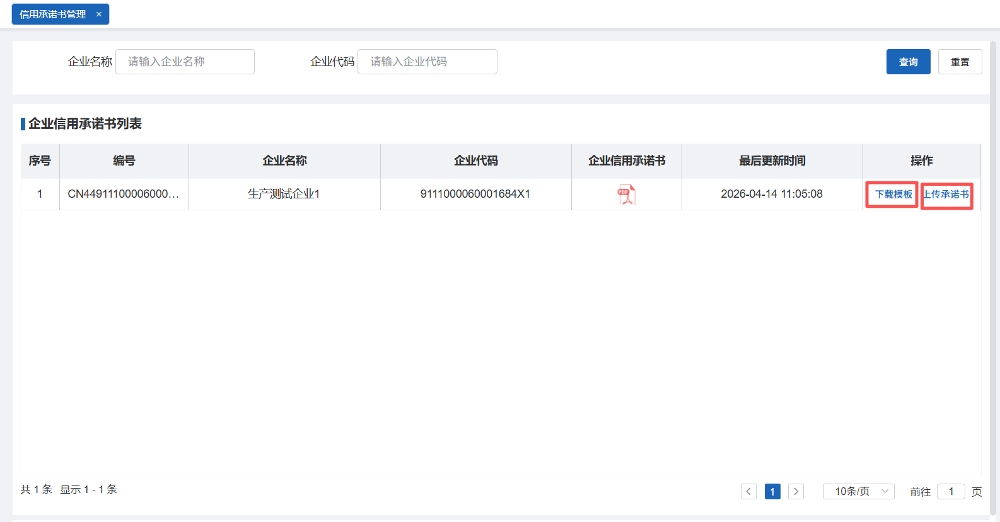 信用承诺书管理 ×
企业名称 请输入企业名称 企业代码 请输入企业代码 查询 重置
企业信用承诺书列表
序号 编号 企业名称 企业代码 企业信用承诺书 最后更新时间 操作
1 CN44911100006000... 生产测试企业1 9111000060001684X1 PDF 2026-04-14 11:05:08 下载模板 上传承诺书
共 1 条 显示 1 - 1 条 1 10条/页 前往 1 页